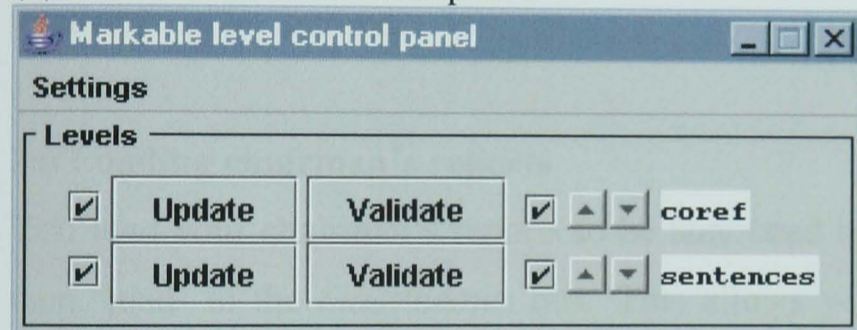 Markable level control panel
Settings
Levels
Update Validate coref
Update Validate sentences